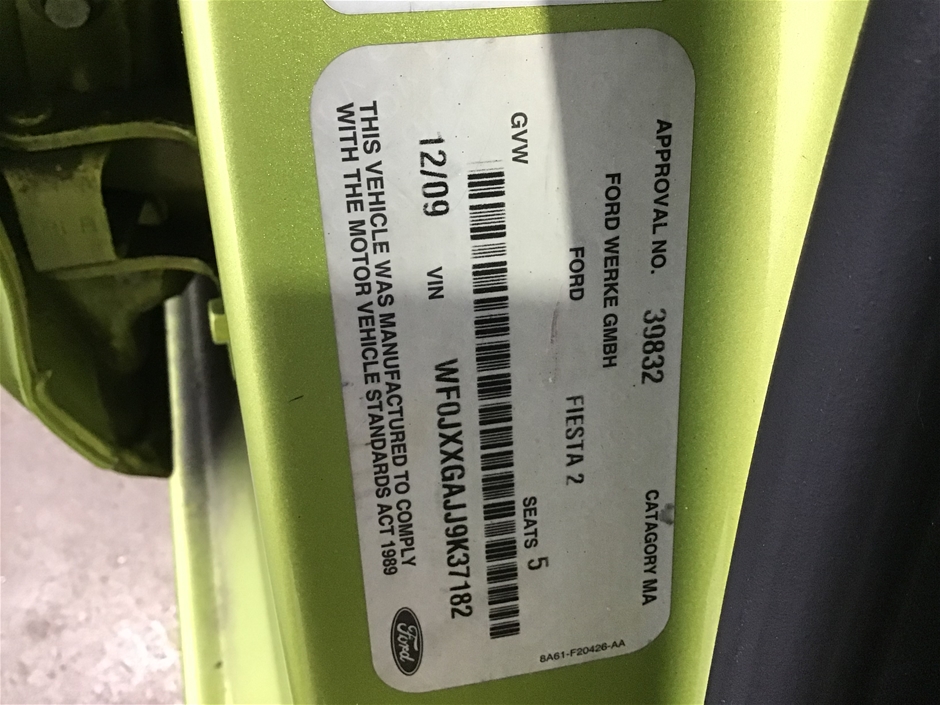 APPROVAL NO. 39832 CATAGORY MA
FORD WERKE GMBH
FORD FIESTA 2
GVW SEATS 5
12/09 VIN WF0JXXGAJJ9K37182
THIS VEHICLE WAS MANUFACTURED TO COMPLY
WITH THE MOTOR VEHICLE STANDARDS ACT 1989
Ford
8A61-F20426-AA